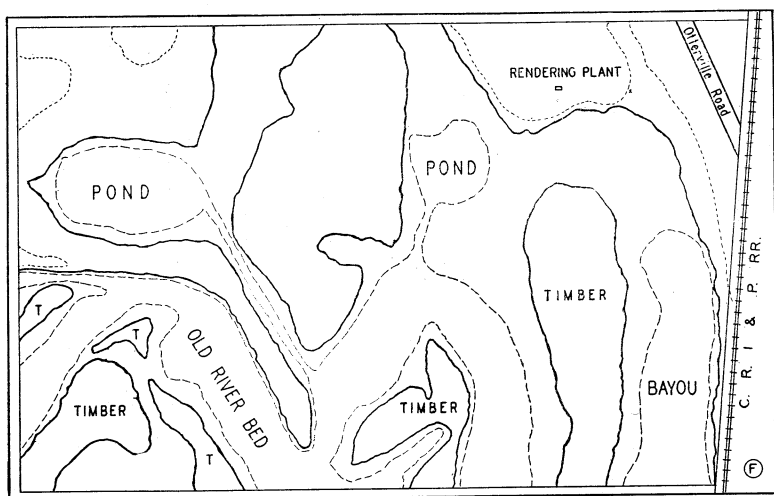 RENDERING PLANT
Otterville Road
POND
POND
C. R. I & P. RR.
T
TIMBER
T
OLD RIVER BED
BAYOU
TIMBER
TIMBER
T
F